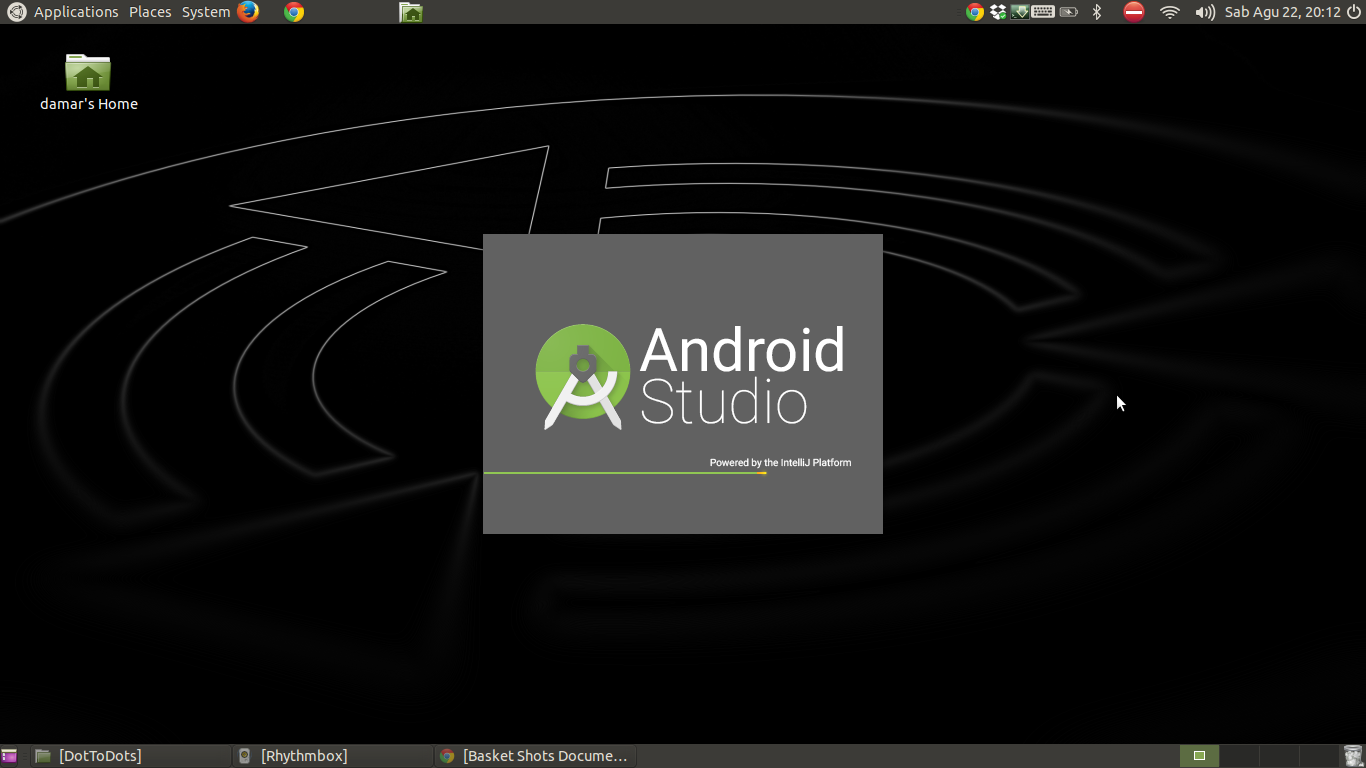 Applications Places System Sab Agu 22, 20:12
damar's Home
Android
Studio
Powered by the IntelliJ Platform
[DotToDots] [Rhythmbox] [Basket Shots Docume...